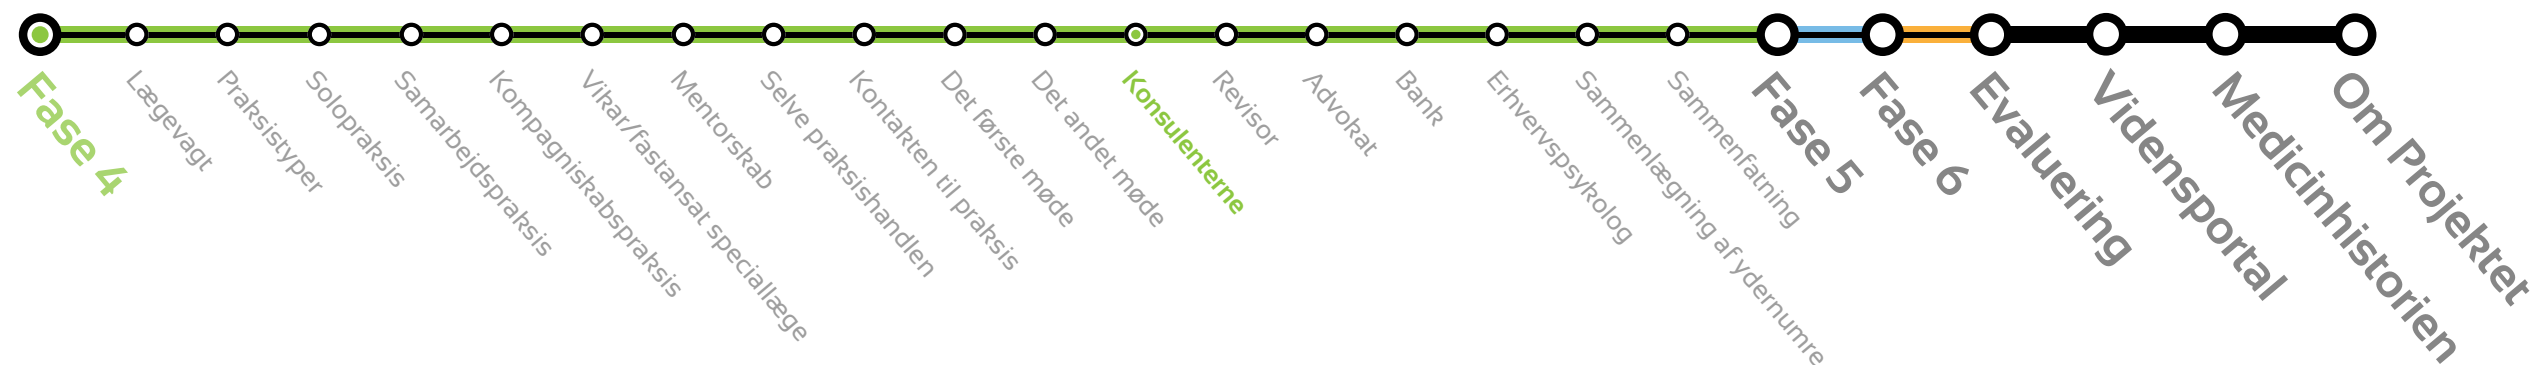 Fase 4
Lægevagt
Praksistyper
Solopraksis
Samarbejdspraksis
Kompagniskabspraksis
Vikar/fastansat speciallæge
Mentorskab
Selve praksishandlen
Kontakten til praksis
Det første møde
Det andet møde
Konsulenterne
Revisor
Advokat
Bank
Erhvervspsykolog
Sammenlægning af ydernumre
Sammenfatning
Fase 5
Fase 6
Evaluering
Vidensportal
Medicinhistorien
Om Projektet